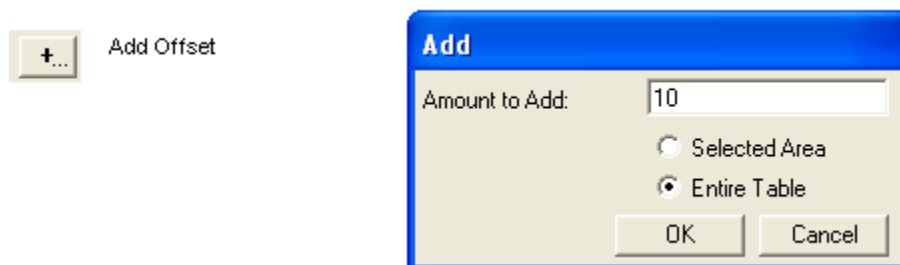 +...
Add Offset
Add
Amount to Add: 10
Selected Area
Entire Table
OK Cancel